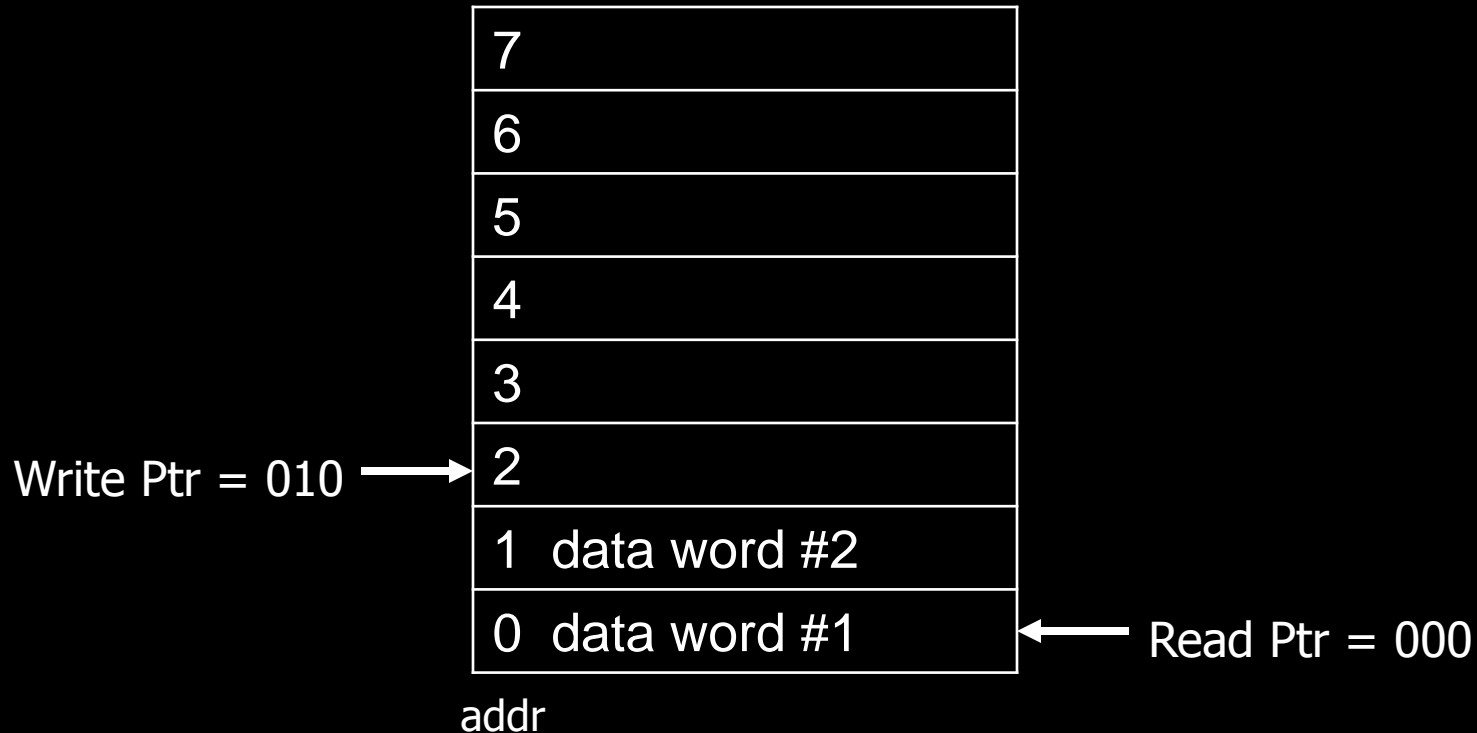 7
6
5
4
3
Write Ptr = 010
2
1 data word #2
0 data word #1
Read Ptr = 000
addr